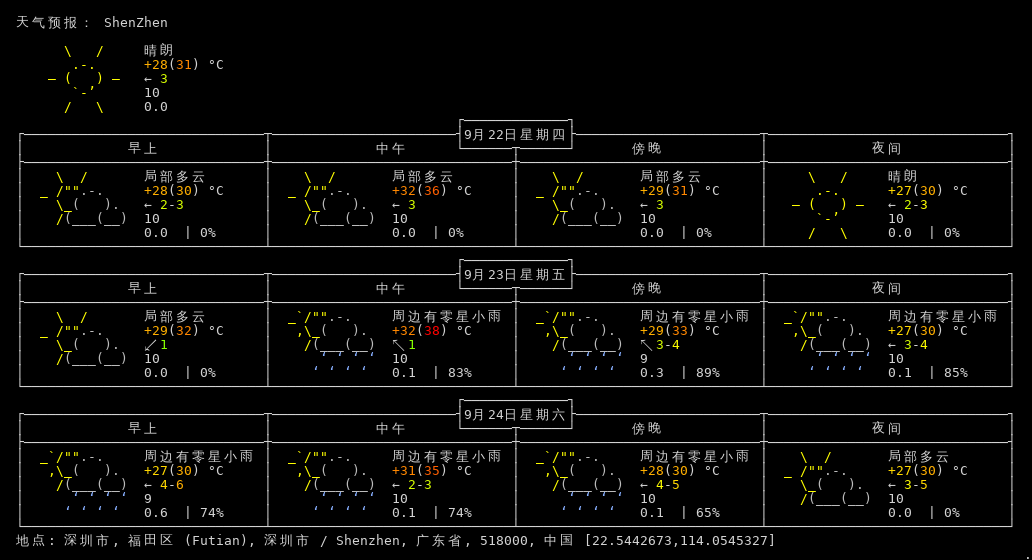 天气预报： ShenZhen
晴朗
+28(31) °C
← 3
10
0.0
9月22日星期四
早上 中午 傍晚 夜间
局部多云 局部多云 局部多云 晴朗
+28(30) °C +32(36) °C +29(31) °C +27(30) °C
← 2-3 ← 3 ← 3 ← 2-3
10 10 10 10
0.0 | 0% 0.0 | 0% 0.0 | 0% 0.0 | 0%
9月23日星期五
早上 中午 傍晚 夜间
局部多云 周边有零星小雨 周边有零星小雨 周边有零星小雨
+29(32) °C +32(38) °C +29(33) °C +27(30) °C
↙ 1 ↖ 1 ↖ 3-4 ← 3-4
10 10 9 10
0.0 | 0% 0.1 | 83% 0.3 | 89% 0.1 | 85%
9月24日星期六
早上 中午 傍晚 夜间
周边有零星小雨 周边有零星小雨 周边有零星小雨 局部多云
+27(30) °C +31(35) °C +28(30) °C +27(30) °C
← 4-6 ← 2-3 ← 4-5 ← 3-5
9 10 10 10
0.6 | 74% 0.1 | 74% 0.1 | 65% 0.0 | 0%
地点: 深圳市, 福田区 (Futian), 深圳市 / Shenzhen, 广东省, 518000, 中国 [22.5442673,114.0545327]